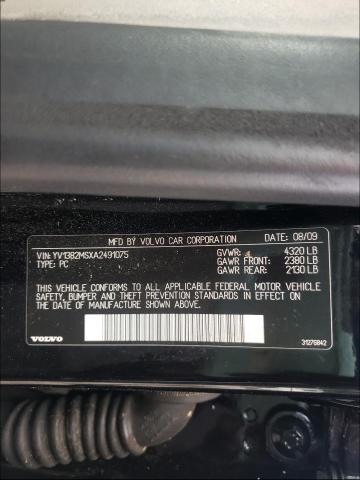 MFD BY VOLVO CAR CORPORATION DATE: 08/09
VIN: YV1382MSXA2491075 GVWR: 4320 LB
TYPE: PC GAWR FRONT: 2380 LB
GAWR REAR: 2130 LB
THIS VEHICLE CONFORMS TO ALL APPLICABLE FEDERAL MOTOR VEHICLE
SAFETY, BUMPER AND THEFT PREVENTION STANDARDS IN EFFECT ON THE
DATE OF MANUFACTURE SHOWN ABOVE.
VOLVO 31276842